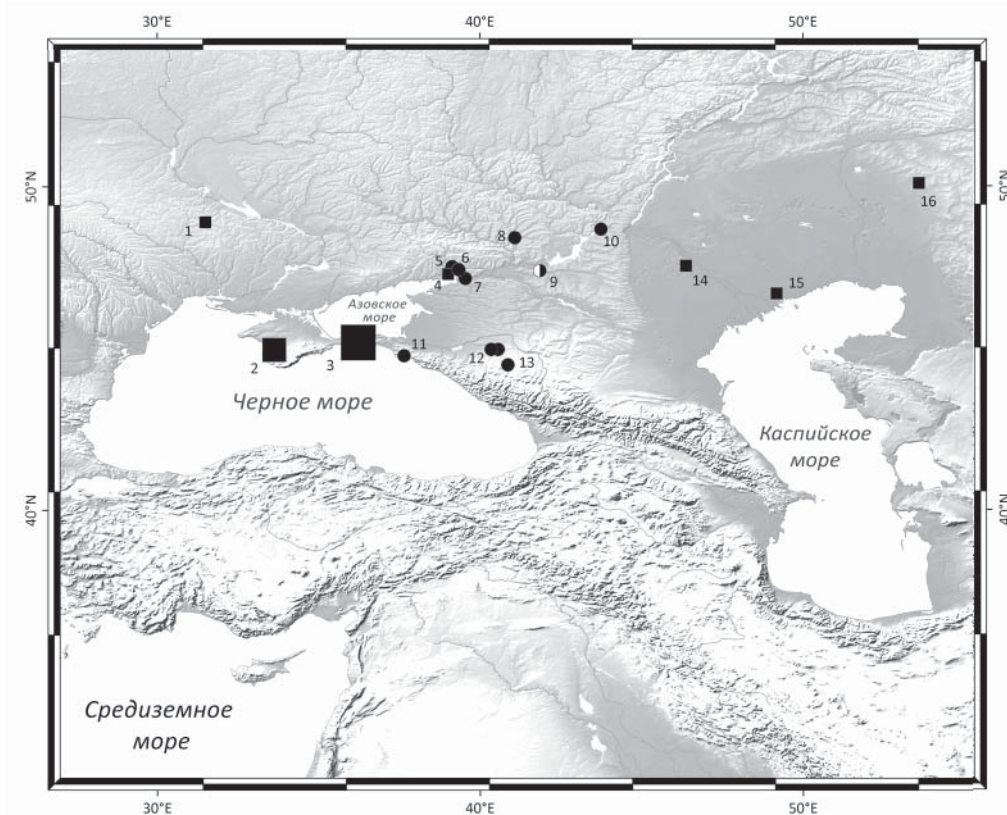 30°E 40°E 50°E
50°N 50°N
16
1
8 10
5 6
4 7 9 14 15
Азовское
море
2 3 11 12 13
Черное море
Каспийское
море
40°N 40°N
Средиземное
море
30°E 40°E 50°E